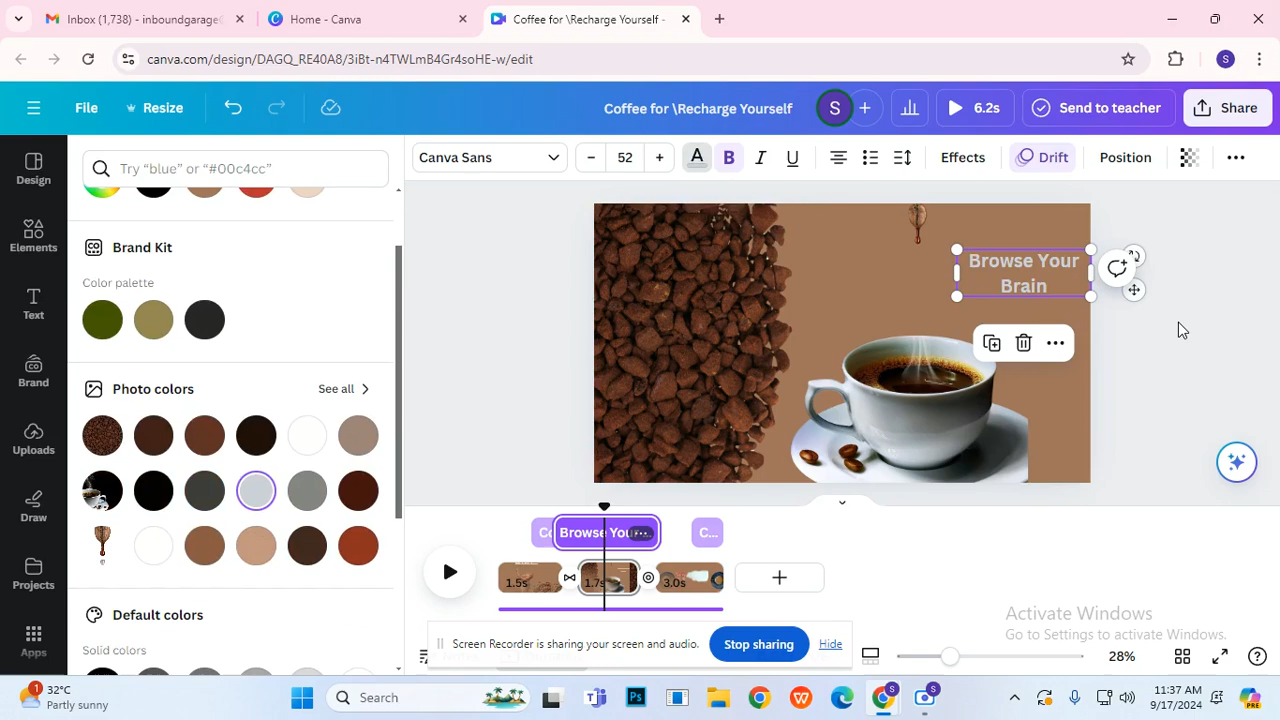 Inbox (1,738) - inboundgarage
Home - Canva
Coffee for \Recharge Yourself -
canva.com/design/DAGQ_RE40A8/3iBt-n4TWLmB4Gr4soHE-w/edit
S
File
Resize
Coffee for \Recharge Yourself
S
6.2s
Send to teacher
Share
Canva Sans
52
A
B
I
U
Effects
Drift
Position
Design
Elements
Text
Brand
Uploads
Draw
Projects
Apps
Try “blue” or “#00c4cc”
Brand Kit
Color palette
Photo colors
See all
Default colors
Solid colors
Browse Your
Brain
Browse You...
C...
1.5s
1.7s
3.0s
Screen Recorder is sharing your screen and audio.
Stop sharing
Hide
Activate Windows
Go to Settings to activate Windows.
28%
1
32°C
Partly sunny
Search
11:37 AM
9/17/2024